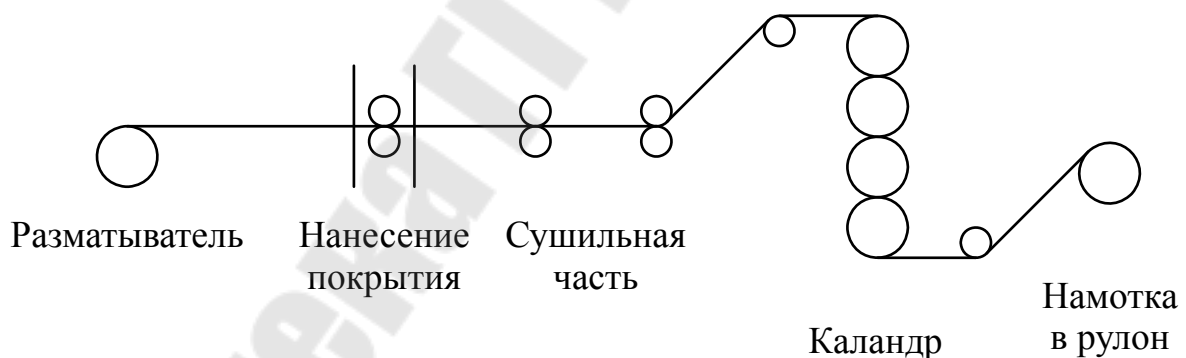 Разматыватель
Нанесение
покрытия
Сушильная
часть
Каландр
Намотка
в рулон